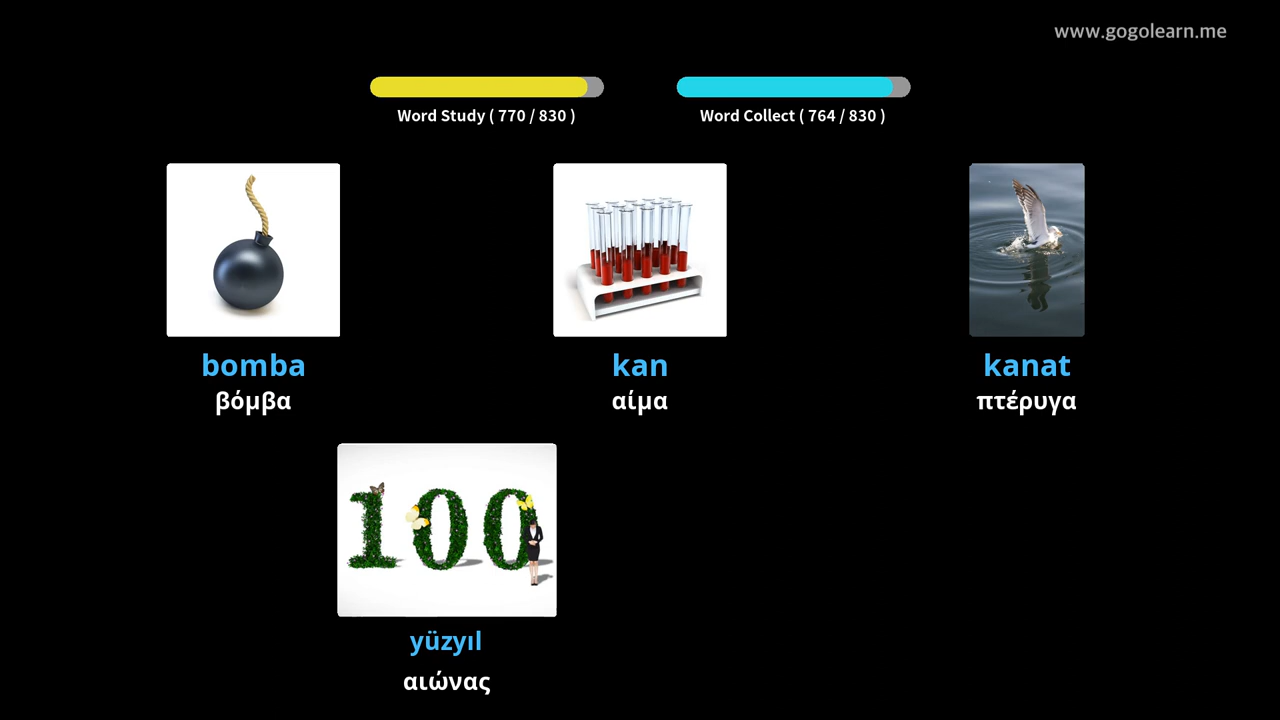 www.gogolearn.me
Word Study ( 770 / 830 )
Word Collect ( 764 / 830 )
bomba
βόμβα
kan
αίμα
kanat
πτέρυγα
100
yüzyıl
αιώνας